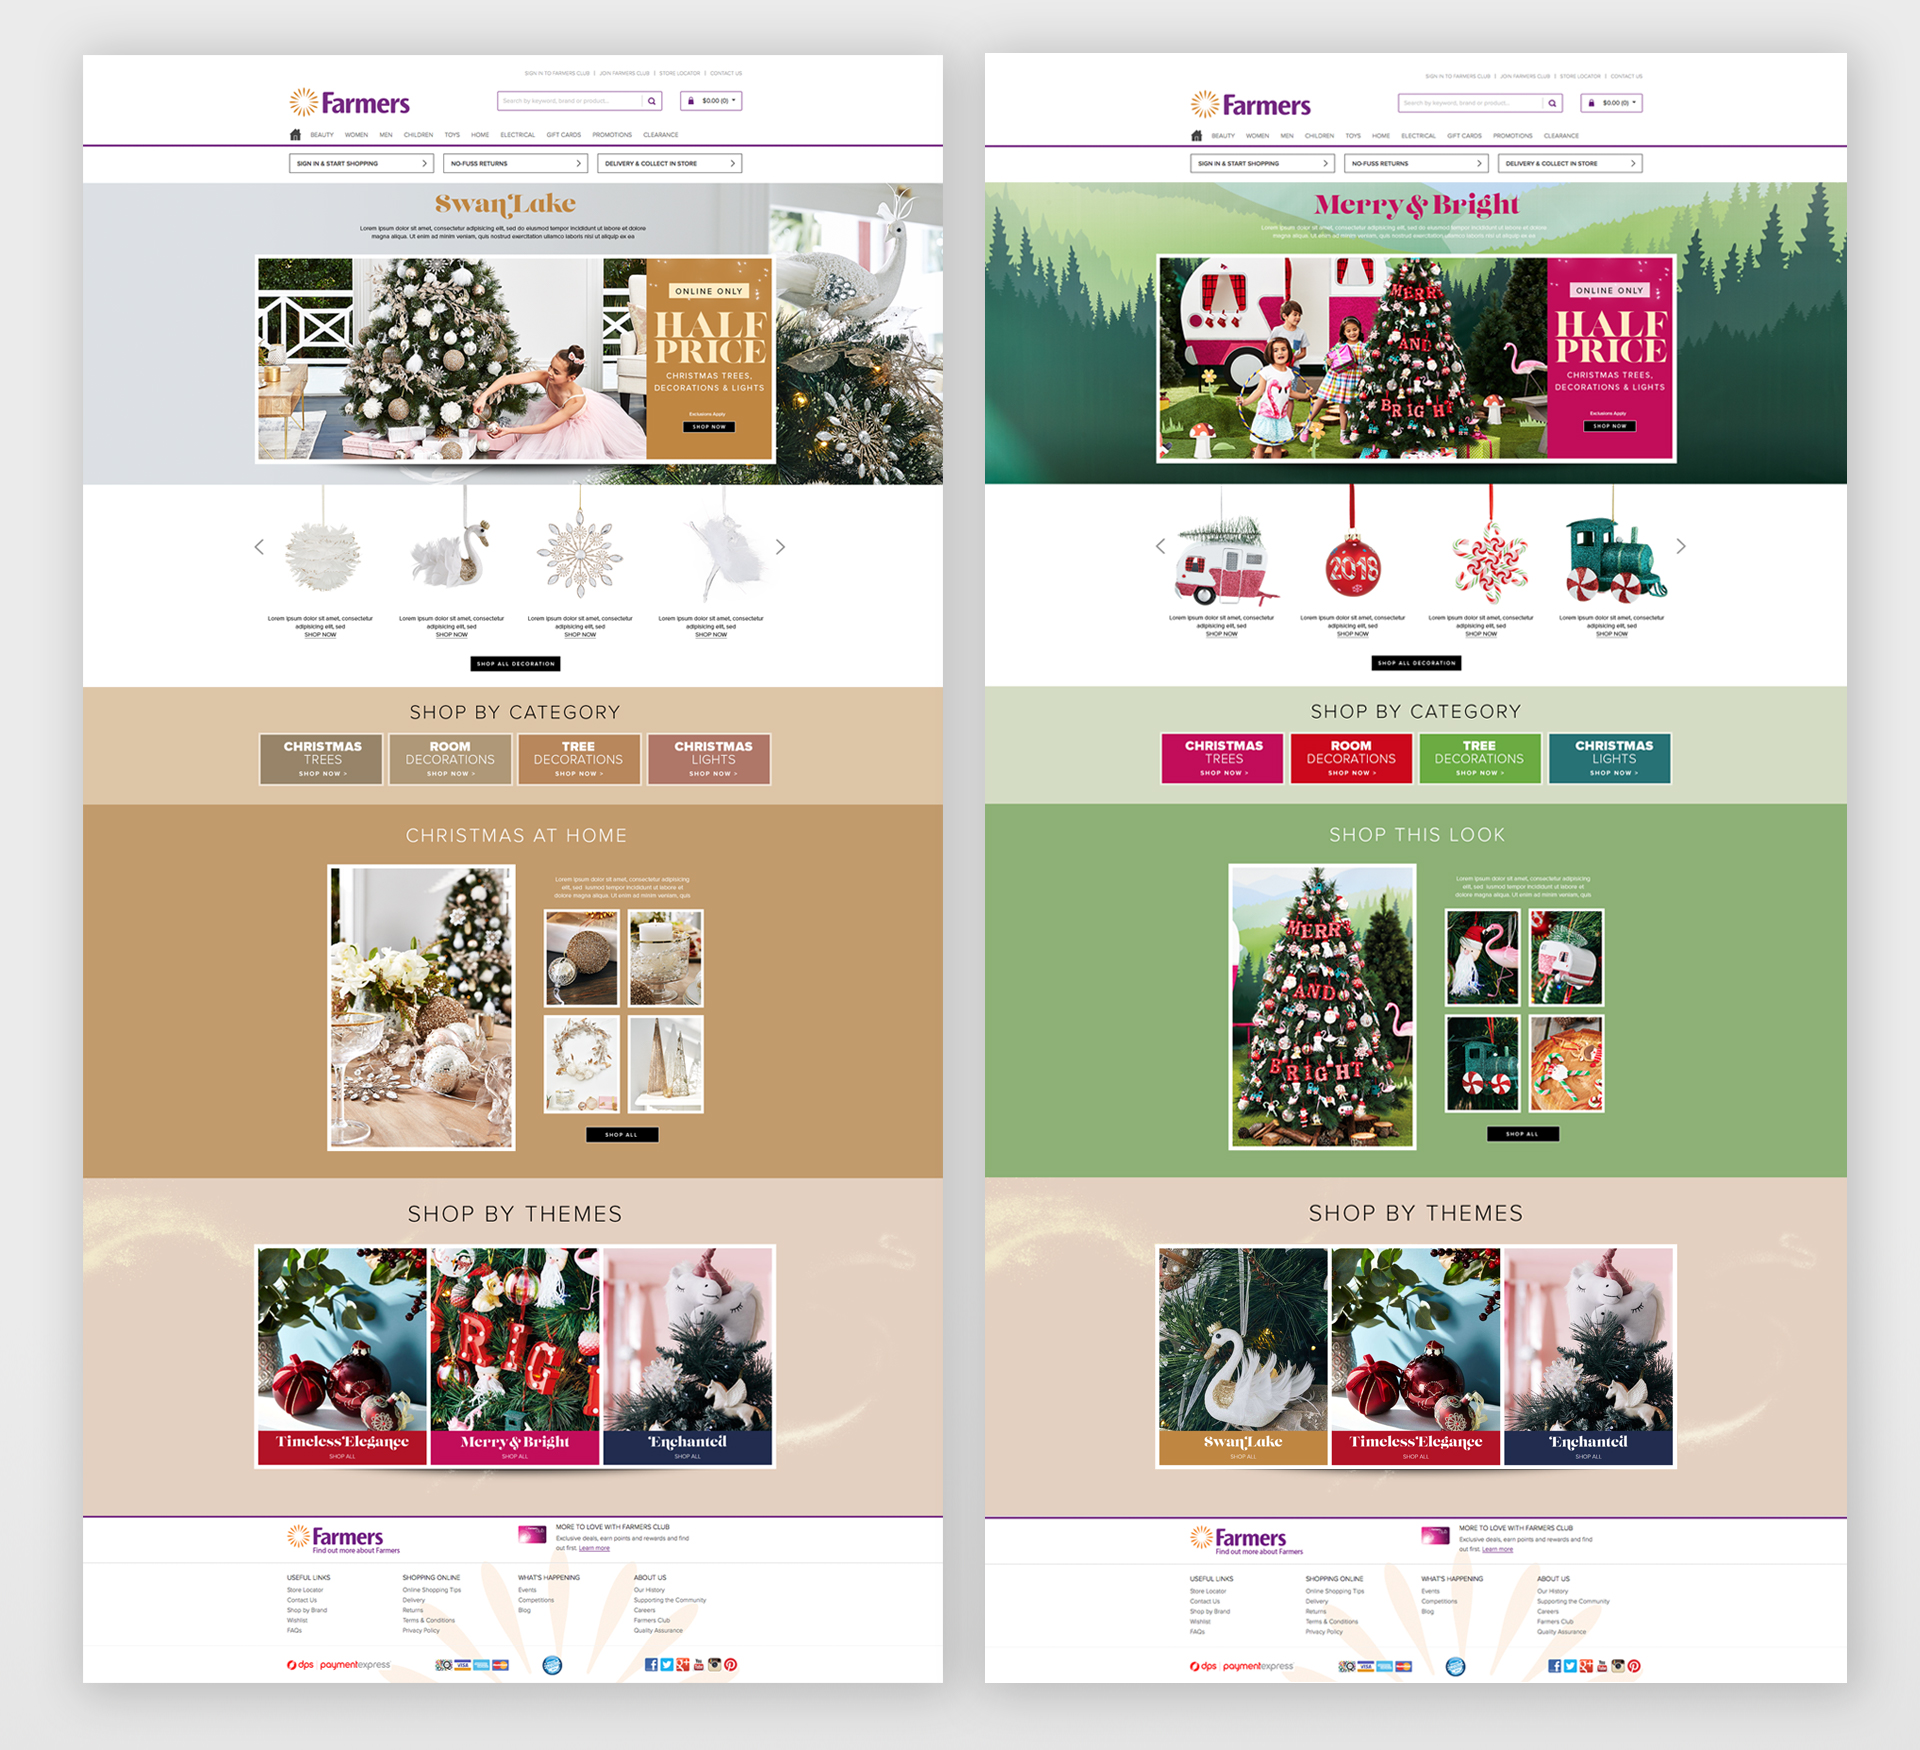 SIGN IN TO FARMERS CLUB | JOIN FARMERS CLUB | STORE LOCATOR | CONTACT US
Farmers
Search by keyword, brand or product...
$0.00 (0)
BEAUTY WOMEN MEN CHILDREN TOYS HOME ELECTRICAL GIFT CARDS PROMOTIONS CLEARANCE
SIGN IN & START SHOPPING
NO-FUSS RETURNS
DELIVERY & COLLECT IN STORE
Swan Lake
Lorem ipsum dolor sit amet, consectetur adipisicing elit, sed do eiusmod tempor incididunt ut labore et dolore
magna aliqua. Ut enim ad minim veniam, quis nostrud exercitation ullamco laboris nisi ut aliquip ex ea
ONLINE ONLY
HALF
PRICE
CHRISTMAS TREES,
DECORATIONS & LIGHTS
Exclusions Apply
SHOP NOW
Lorem ipsum dolor sit amet, consectetur
adipisicing elit, sed
SHOP NOW
Lorem ipsum dolor sit amet, consectetur
adipisicing elit, sed
SHOP NOW
Lorem ipsum dolor sit amet, consectetur
adipisicing elit, sed
SHOP NOW
Lorem ipsum dolor sit amet, consectetur
adipisicing elit, sed
SHOP NOW
SHOP ALL DECORATION
SHOP BY CATEGORY
CHRISTMAS
TREES
SHOP NOW >
ROOM
DECORATIONS
SHOP NOW >
TREE
DECORATIONS
SHOP NOW >
CHRISTMAS
LIGHTS
SHOP NOW >
CHRISTMAS AT HOME
Lorem ipsum dolor sit amet, consectetur adipisicing
elit, sed iusmod tempor incididunt ut labore et
dolore magna aliqua. Ut enim ad minim veniam, quis
SHOP ALL
SHOP BY THEMES
RIG
Timeless Elegance
SHOP ALL
Merry & Bright
SHOP ALL
Enchanted
SHOP ALL
Farmers
Find out more about Farmers
MORE TO LOVE WITH FARMERS CLUB
Exclusive deals, earn points and rewards and find
out first. Learn more
USEFUL LINKS
Store Locator
Contact Us
Shop by Brand
Wishlist
FAQs
SHOPPING ONLINE
Online Shopping Tips
Delivery
Returns
Terms & Conditions
Privacy Policy
WHAT'S HAPPENING
Events
Competitions
Blog
ABOUT US
Our History
Supporting the Community
Careers
Farmers Club
Quality Assurance
dps | paymentexpress
VISA
SIGN IN TO FARMERS CLUB | JOIN FARMERS CLUB | STORE LOCATOR | CONTACT US
Farmers
Search by keyword, brand or product...
$0.00 (0)
BEAUTY WOMEN MEN CHILDREN TOYS HOME ELECTRICAL GIFT CARDS PROMOTIONS CLEARANCE
SIGN IN & START SHOPPING
NO-FUSS RETURNS
DELIVERY & COLLECT IN STORE
Merry & Bright
Lorem ipsum dolor sit amet, consectetur adipisicing elit, sed do eiusmod tempor incididunt ut labore et dolore
magna aliqua. Ut enim ad minim veniam, quis nostrud exercitation ullamco laboris nisi ut aliquip ex ea
MERRY
AND
BRIGHT
ONLINE ONLY
HALF
PRICE
CHRISTMAS TREES,
DECORATIONS & LIGHTS
Exclusions Apply
SHOP NOW
2018
Lorem ipsum dolor sit amet, consectetur
adipisicing elit, sed
SHOP NOW
Lorem ipsum dolor sit amet, consectetur
adipisicing elit, sed
SHOP NOW
Lorem ipsum dolor sit amet, consectetur
adipisicing elit, sed
SHOP NOW
Lorem ipsum dolor sit amet, consectetur
adipisicing elit, sed
SHOP NOW
SHOP ALL DECORATION
SHOP BY CATEGORY
CHRISTMAS
TREES
SHOP NOW >
ROOM
DECORATIONS
SHOP NOW >
TREE
DECORATIONS
SHOP NOW >
CHRISTMAS
LIGHTS
SHOP NOW >
SHOP THIS LOOK
MERRY
AND
BRIGHT
Lorem ipsum dolor sit amet, consectetur adipisicing
elit, sed iusmod tempor incididunt ut labore et
dolore magna aliqua. Ut enim ad minim veniam, quis
SHOP ALL
SHOP BY THEMES
Swan Lake
SHOP ALL
Timeless Elegance
SHOP ALL
Enchanted
SHOP ALL
Farmers
Find out more about Farmers
MORE TO LOVE WITH FARMERS CLUB
Exclusive deals, earn points and rewards and find
out first. Learn more
USEFUL LINKS
Store Locator
Contact Us
Shop by Brand
Wishlist
FAQs
SHOPPING ONLINE
Online Shopping Tips
Delivery
Returns
Terms & Conditions
Privacy Policy
WHAT'S HAPPENING
Events
Competitions
Blog
ABOUT US
Our History
Supporting the Community
Careers
Farmers Club
Quality Assurance
dps | paymentexpress
VISA